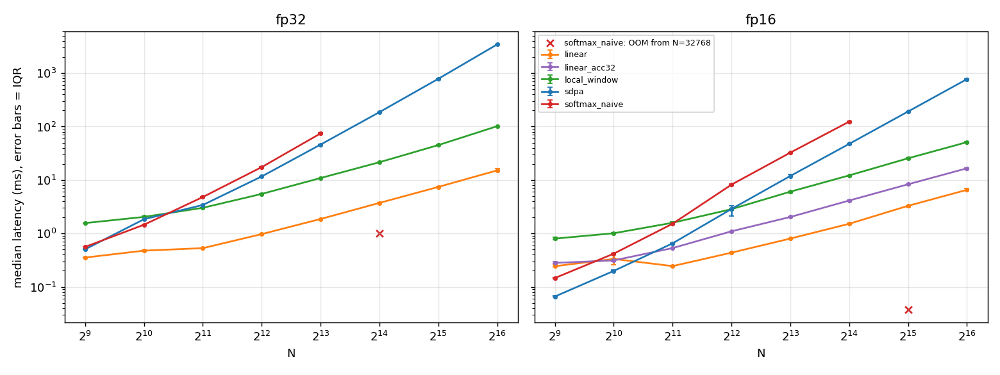 fp32
median latency (ms), error bars = IQR
10³
10²
10¹
10⁰
10⁻¹
2⁹ 2¹⁰ 2¹¹ 2¹² 2¹³ 2¹⁴ 2¹⁵ 2¹⁶
N
fp16
softmax_naive: OOM from N=32768
linear
linear_acc32
local_window
sdpa
softmax_naive
2⁹ 2¹⁰ 2¹¹ 2¹² 2¹³ 2¹⁴ 2¹⁵ 2¹⁶
N